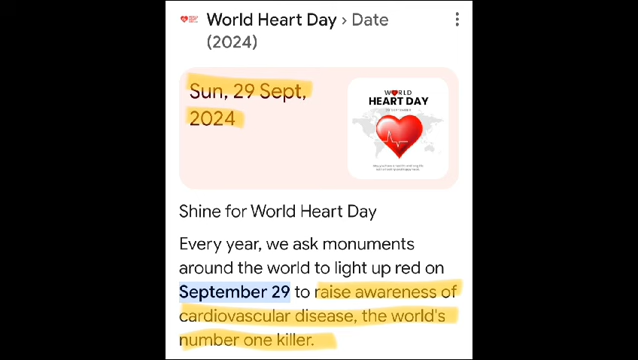 World Heart Day › Date
(2024)
Sun, 29 Sept,
2024
WORLD
HEART DAY
Shine for World Heart Day
Every year, we ask monuments
around the world to light up red on
September 29 to raise awareness of
cardiovascular disease, the world's
number one killer.